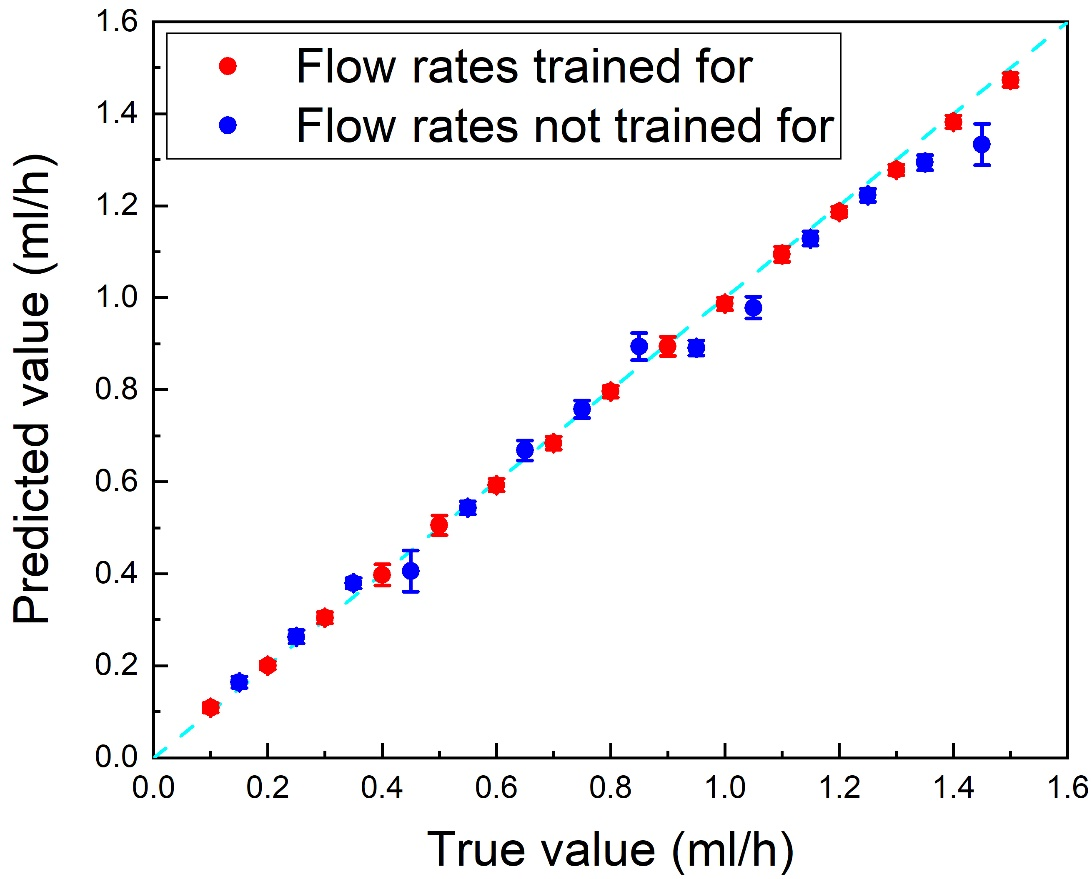 Flow rates trained for
Flow rates not trained for
Predicted value (ml/h)
1.6
1.4
1.2
1.0
0.8
0.6
0.4
0.2
0.0
0.0 0.2 0.4 0.6 0.8 1.0 1.2 1.4 1.6
True value (ml/h)